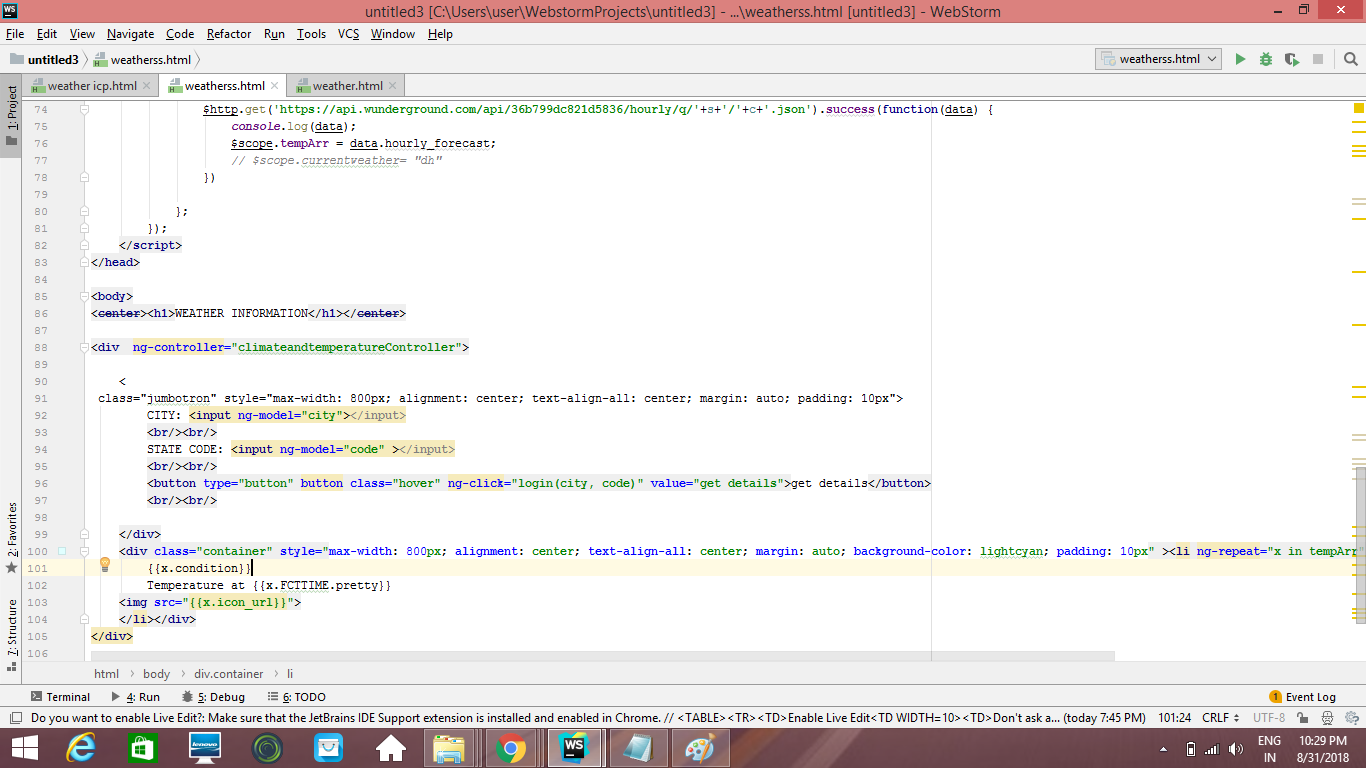 untitled3 [C:\Users\user\WebstormProjects\untitled3] - ...\weatherss.html [untitled3] - WebStorm
File Edit View Navigate Code Refactor Run Tools VCS Window Help
untitled3 weatherss.html weatherss.html
weather icp.html weatherss.html weather.html
1: Project
74 $http.get('https://api.wunderground.com/api/36b799dc821d5836/hourly/q/'+s+'/'+c+'.json').success(function(data) {
75 console.log(data);
76 $scope.tempArr = data.hourly_forecast;
77 // $scope.currentweather= "dh"
78 })
79
80 };
81 });
82 </script>
83 </head>
84
85 <body>
86 <center><h1>WEATHER INFORMATION</h1></center>
87
88 <div  ng-controller="climateandtemperatureController">
89
90 <
91 class="jumbotron" style="max-width: 800px; alignment: center; text-align-all: center; margin: auto; padding: 10px">
92 CITY: <input ng-model="city"></input>
93 <br/><br/>
94 STATE CODE: <input ng-model="code" ></input>
95 <br/><br/>
96 <button type="button" button class="hover" ng-click="login(city, code)" value="get details">get details</button>
97 <br/><br/>
98
99 </div>
100 <div class="container" style="max-width: 800px; alignment: center; text-align-all: center; margin: auto; background-color: lightcyan; padding: 10px" ><li ng-repeat="x in tempArr"
101 {{x.condition}}
102 Temperature at {{x.FCTTIME.pretty}}
103 <img src="{{x.icon_url}}">
104 </li></div>
105 </div>
106
2: Favorites
7: Structure
html body div.container li
Terminal 4: Run 5: Debug 6: TODO 1 Event Log
Do you want to enable Live Edit?: Make sure that the JetBrains IDE Support extension is installed and enabled in Chrome. // <TABLE><TR><TD>Enable Live Edit<TD WIDTH=10><TD>Don't ask a... (today 7:45 PM) 101:24 CRLF UTF-8
lenovo WS ENG 10:29 PM
IN 8/31/2018